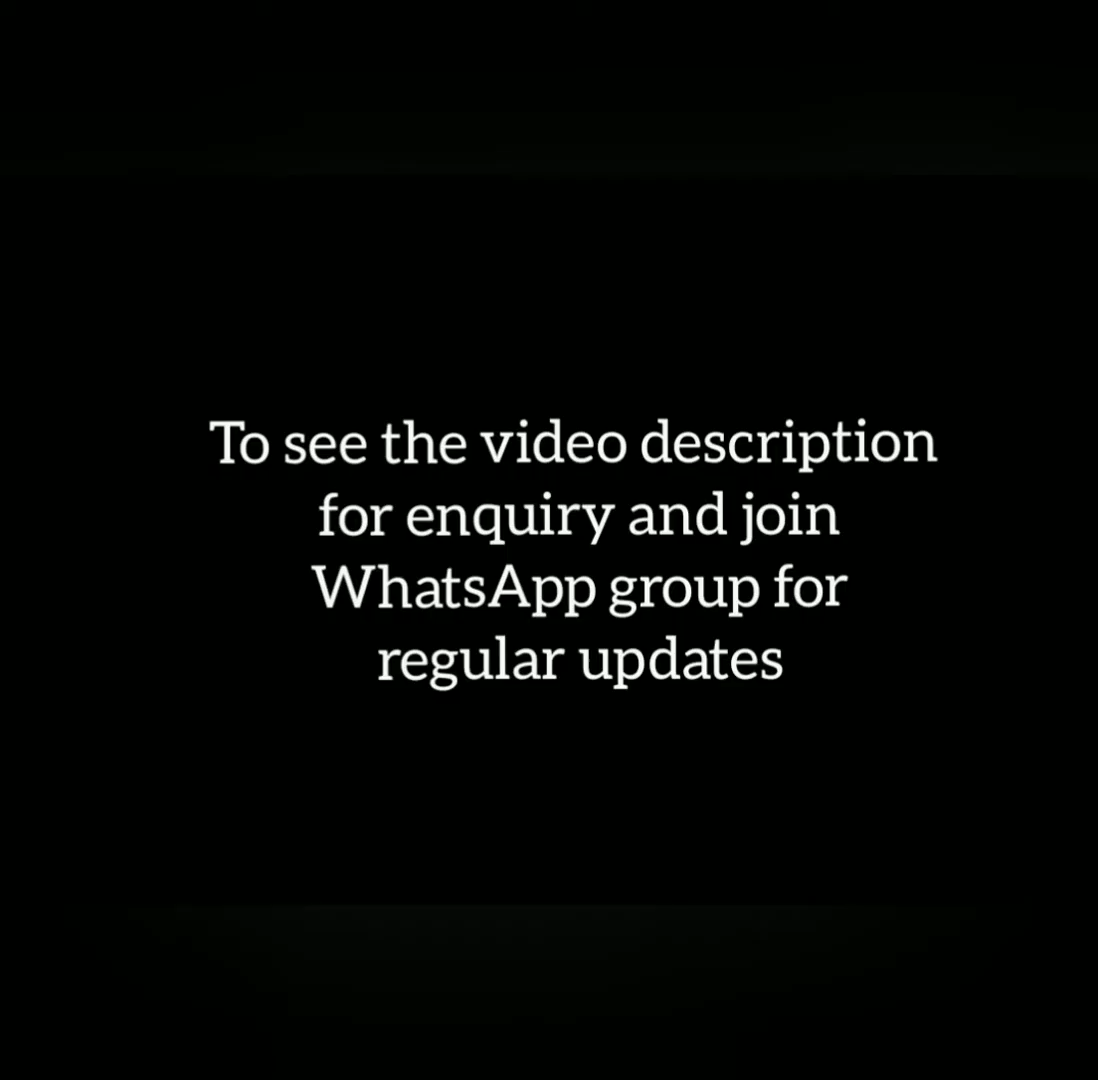 To see the video description
for enquiry and join
WhatsApp group for
regular updates